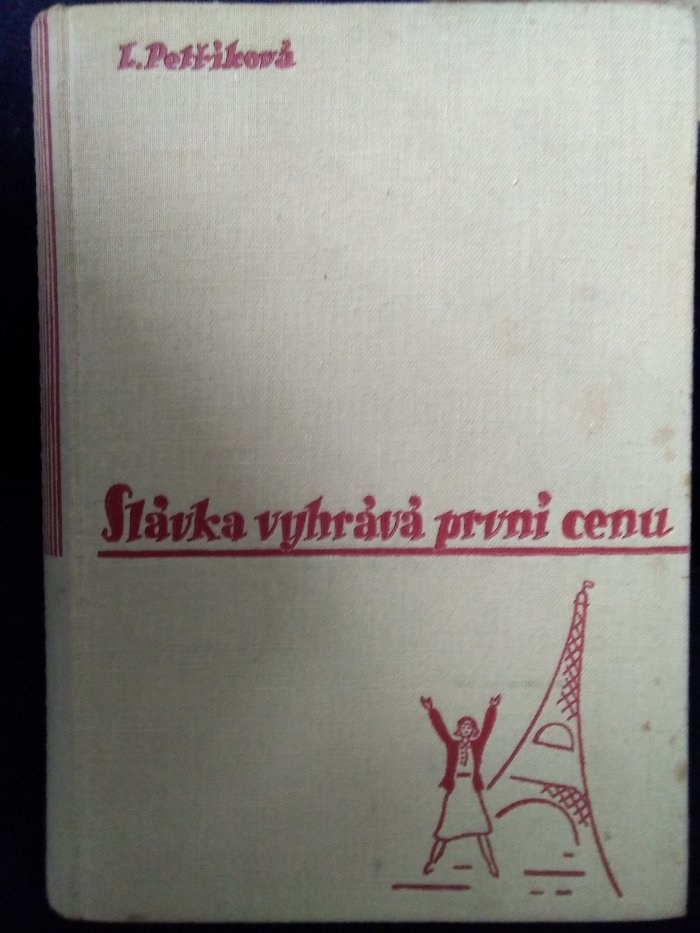 L. Petříková
Slávka vyhrává první cenu